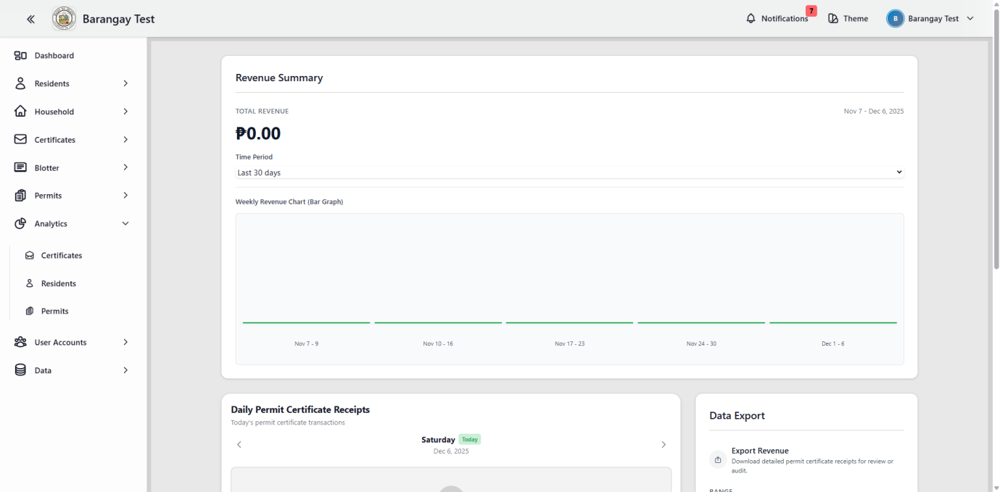 Barangay Test
Notifications
7
Theme
B
Barangay Test
Dashboard
Residents
Household
Certificates
Blotter
Permits
Analytics
Certificates
Residents
Permits
User Accounts
Data
Revenue Summary
TOTAL REVENUE
Nov 7 - Dec 6, 2025
₱0.00
Time Period
Last 30 days
Weekly Revenue Chart (Bar Graph)
Nov 7 - 9
Nov 10 - 16
Nov 17 - 23
Nov 24 - 30
Dec 1 - 6
Daily Permit Certificate Receipts
Today's permit certificate transactions
Saturday Today
Dec 6, 2025
Data Export
Export Revenue
Download detailed permit certificate receipts for review or
audit.
RANGE